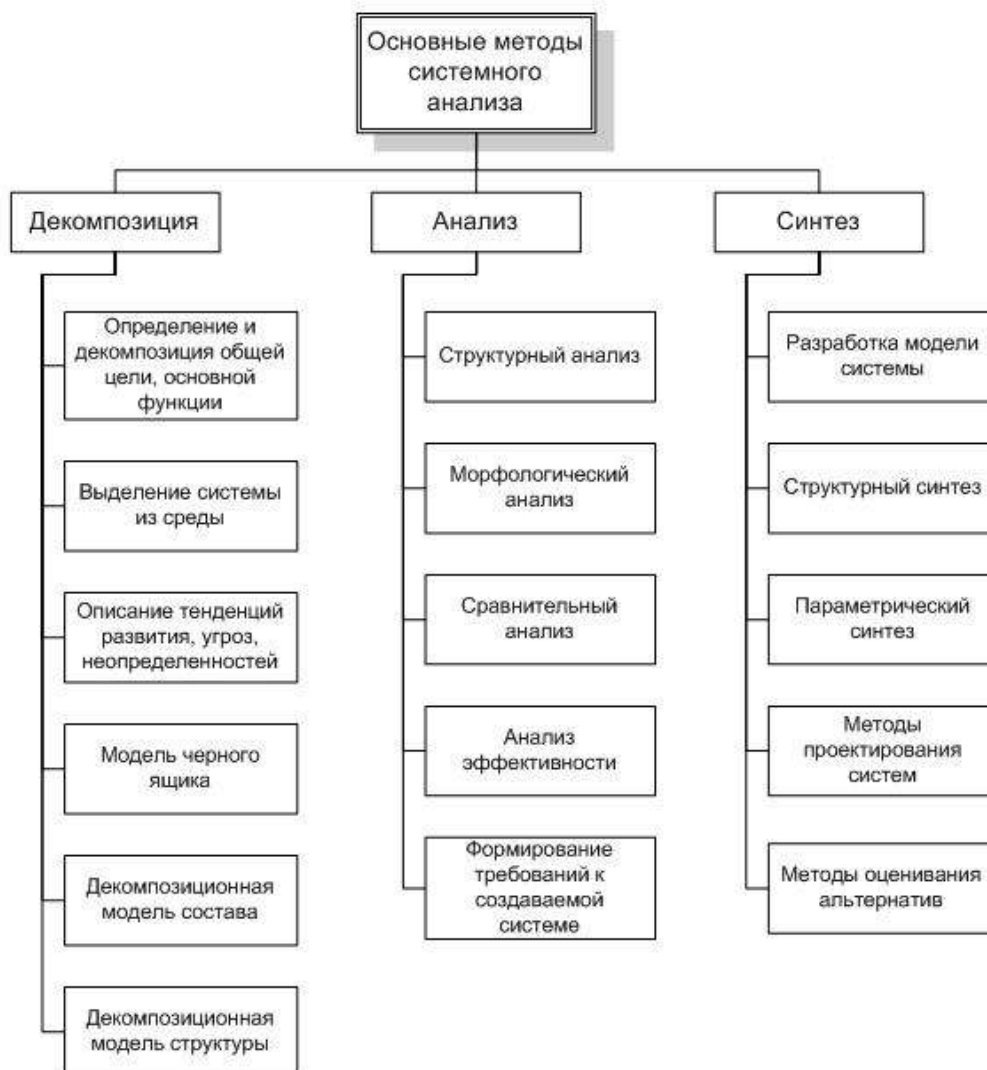 Основные методы
системного
анализа
Декомпозиция
Анализ
Синтез
Определение и
декомпозиция общей
цели, основной
функции
Выделение системы
из среды
Описание тенденций
развития, угроз,
неопределенностей
Модель черного
ящика
Декомпозиционная
модель состава
Декомпозиционная
модель структуры
Структурный анализ
Морфологический
анализ
Сравнительный
анализ
Анализ
эффективности
Формирование
требований к
создаваемой
системе
Разработка модели
системы
Структурный синтез
Параметрический
синтез
Методы
проектирования
систем
Методы оценивания
альтернатив